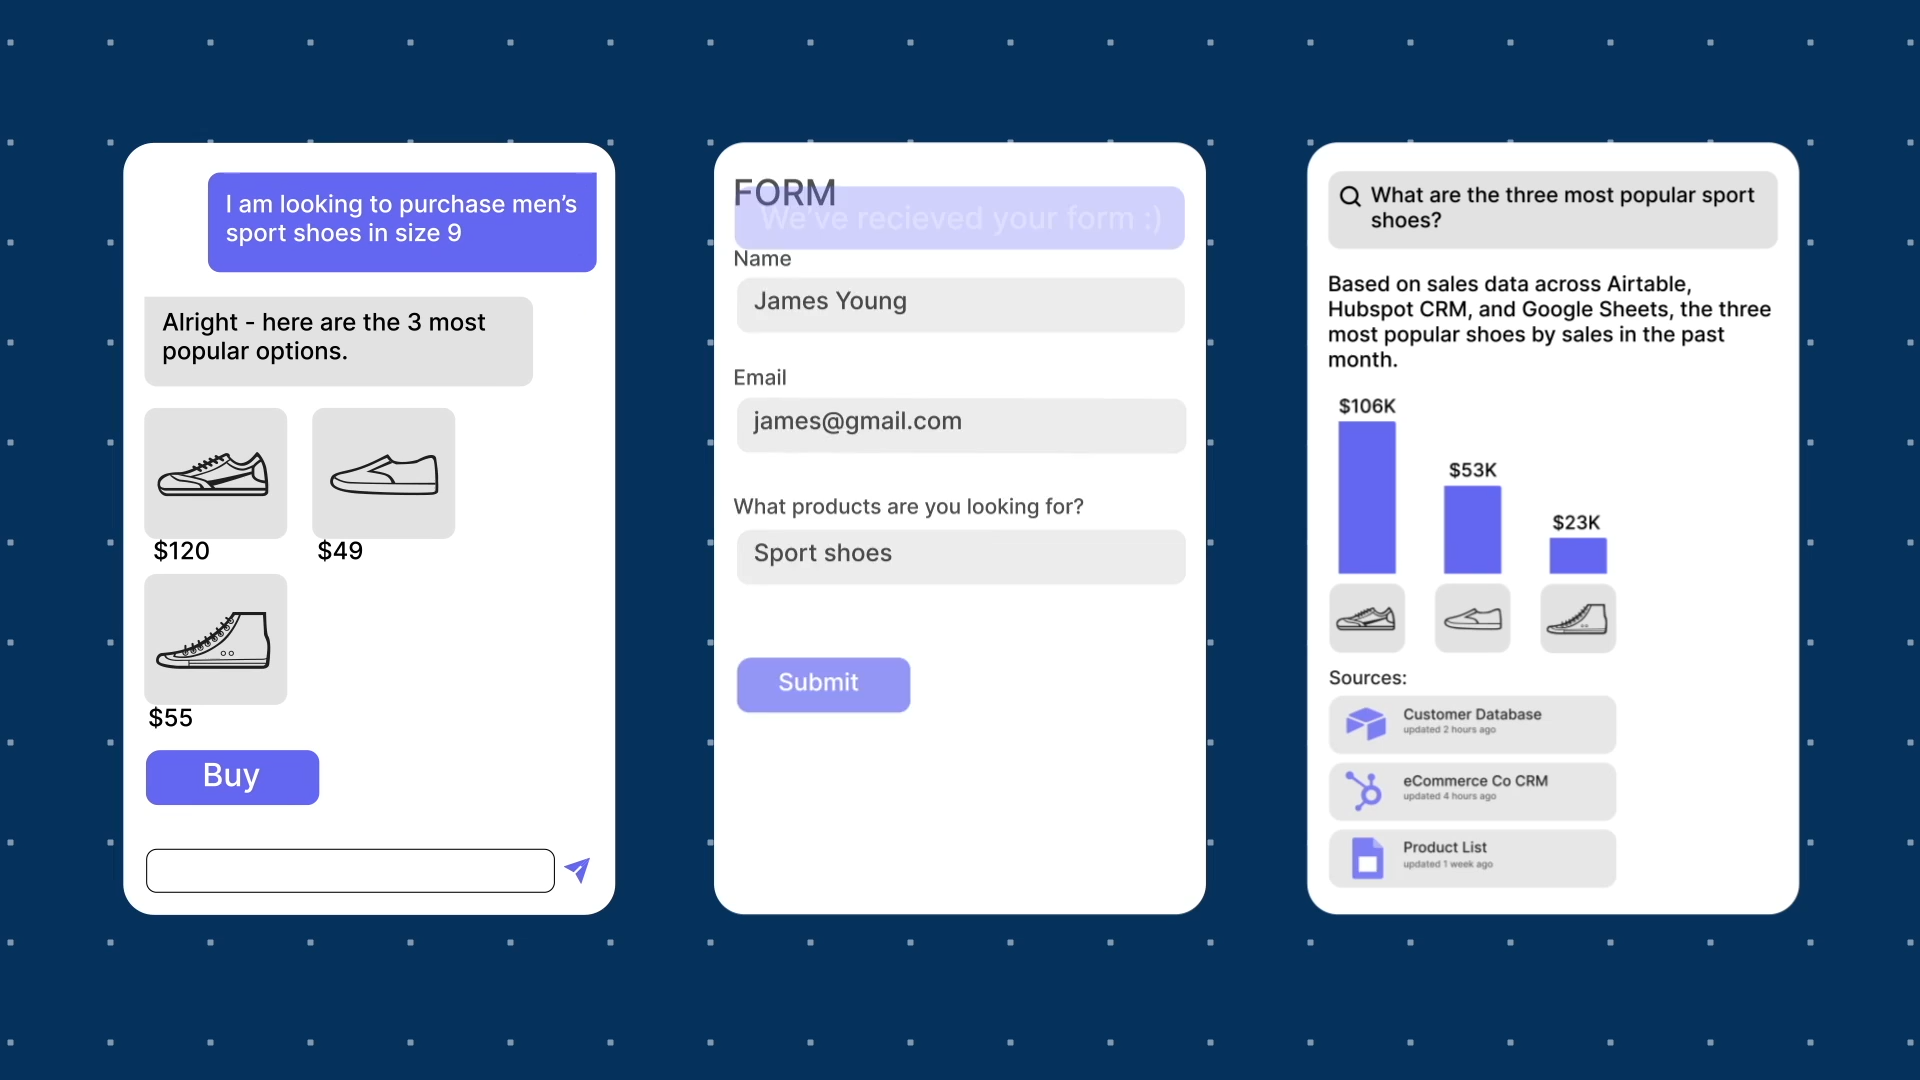 I am looking to purchase men’s
sport shoes in size 9
Alright - here are the 3 most
popular options.
$120
$49
$55
Buy
FORM
We’ve recieved your form :)
Name
James Young
Email
james@gmail.com
What products are you looking for?
Sport shoes
Submit
What are the three most popular sport
shoes?
Based on sales data across Airtable,
Hubspot CRM, and Google Sheets, the three
most popular shoes by sales in the past
month.
$106K
$53K
$23K
Sources:
Customer Database
updated 2 hours ago
eCommerce Co CRM
updated 4 hours ago
Product List
updated 1 week ago